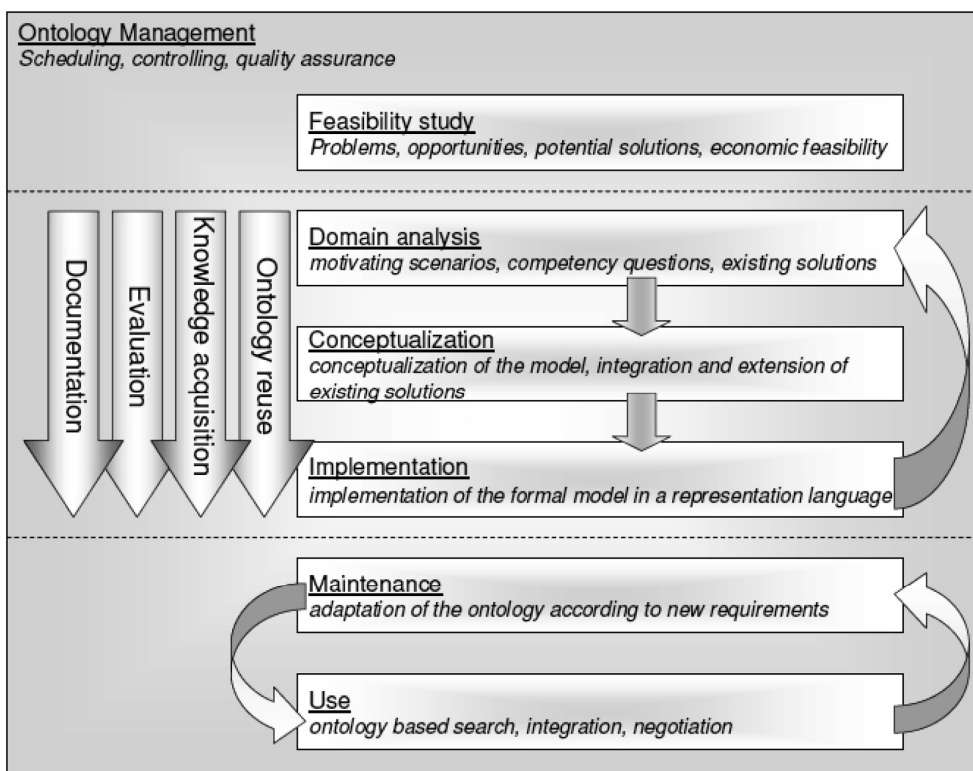 Ontology Management
Scheduling, controlling, quality assurance
Feasibility study
Problems, opportunities, potential solutions, economic feasibility
Documentation
Evaluation
Knowledge acquisition
Ontology reuse
Domain analysis
motivating scenarios, competency questions, existing solutions
Conceptualization
conceptualization of the model, integration and extension of
existing solutions
Implementation
implementation of the formal model in a representation language
Maintenance
adaptation of the ontology according to new requirements
Use
ontology based search, integration, negotiation